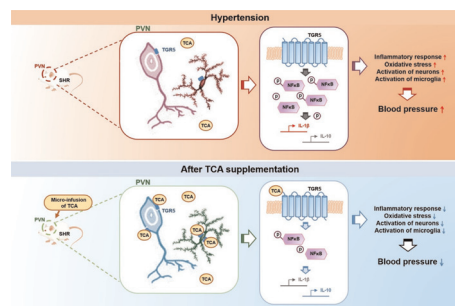 Hypertension
PVN
TGR5
TCA
TCA
PVN
SHR
TGR5
P
P
NFκB
NFκB
P
P
NFκB
NFκB
P
IL-1β
IL-10
Inflammatory response ↑
Oxidative stress ↑
Activation of neurons ↑
Activation of microglia ↑
Blood pressure ↑
After TCA supplementation
Micro-infusion
of TCA
PVN
SHR
PVN
TGR5
TCA
TCA
TCA
TCA
TCA
TCA
TCA
TGR5
P
NFκB
P
NFκB
IL-1β
IL-10
Inflammatory response ↓
Oxidative stress ↓
Activation of neurons ↓
Activation of microglia ↓
Blood pressure ↓